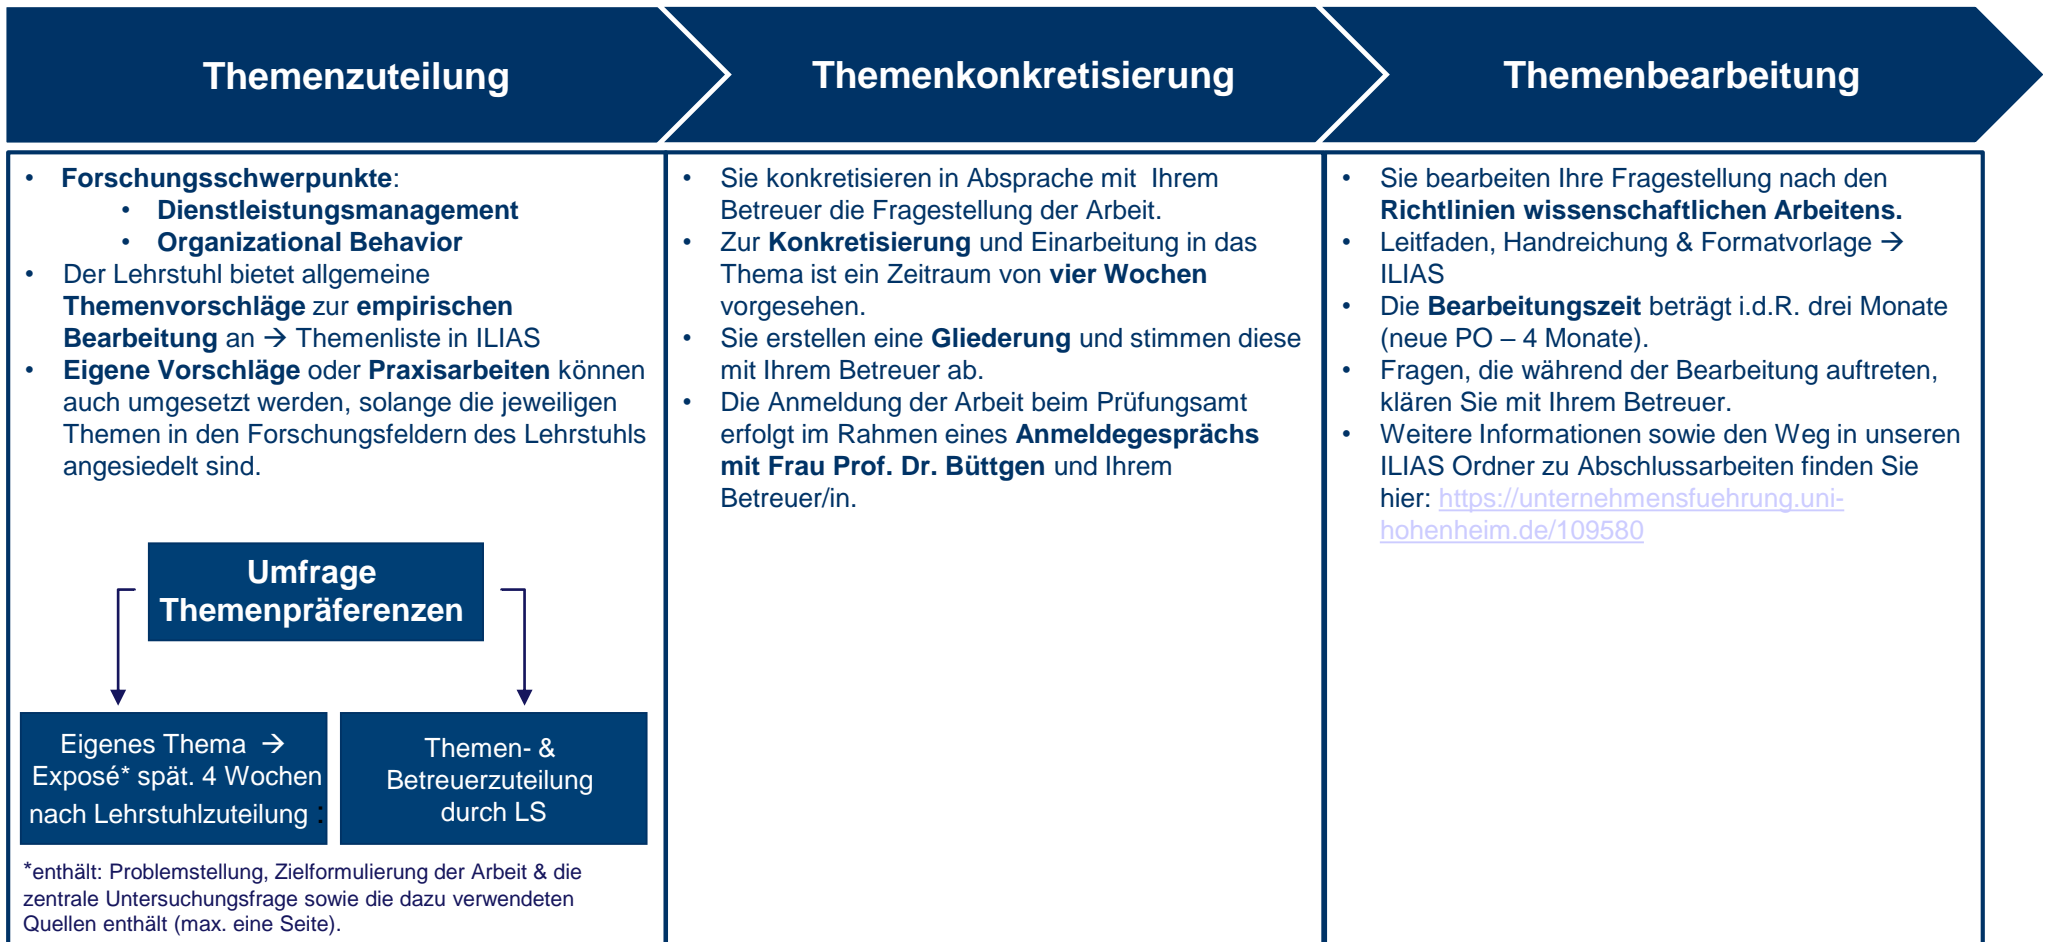 Themenzuteilung
Themenkonkretisierung
Themenbearbeitung
• Forschungsschwerpunkte:
• Dienstleistungsmanagement
• Organizational Behavior
• Der Lehrstuhl bietet allgemeine
Themenvorschläge zur empirischen
Bearbeitung an → Themenliste in ILIAS
• Eigene Vorschläge oder Praxisarbeiten können
auch umgesetzt werden, solange die jeweiligen
Themen in den Forschungsfeldern des Lehrstuhls
angesiedelt sind.
Umfrage
Themenpräferenzen
Eigenes Thema →
Exposé* spät. 4 Wochen
nach Lehrstuhlzuteilung :
Themen- &
Betreuerzuteilung
durch LS
*enthält: Problemstellung, Zielformulierung der Arbeit & die
zentrale Untersuchungsfrage sowie die dazu verwendeten
Quellen enthält (max. eine Seite).
• Sie konkretisieren in Absprache mit Ihrem
Betreuer die Fragestellung der Arbeit.
• Zur Konkretisierung und Einarbeitung in das
Thema ist ein Zeitraum von vier Wochen
vorgesehen.
• Sie erstellen eine Gliederung und stimmen diese
mit Ihrem Betreuer ab.
• Die Anmeldung der Arbeit beim Prüfungsamt
erfolgt im Rahmen eines Anmeldegesprächs
mit Frau Prof. Dr. Büttgen und Ihrem
Betreuer/in.
• Sie bearbeiten Ihre Fragestellung nach den
Richtlinien wissenschaftlichen Arbeitens.
• Leitfaden, Handreichung & Formatvorlage →
ILIAS
• Die Bearbeitungszeit beträgt i.d.R. drei Monate
(neue PO – 4 Monate).
• Fragen, die während der Bearbeitung auftreten,
klären Sie mit Ihrem Betreuer.
• Weitere Informationen sowie den Weg in unseren
ILIAS Ordner zu Abschlussarbeiten finden Sie
hier: https://unternehmensfuehrung.uni-
hohenheim.de/109580